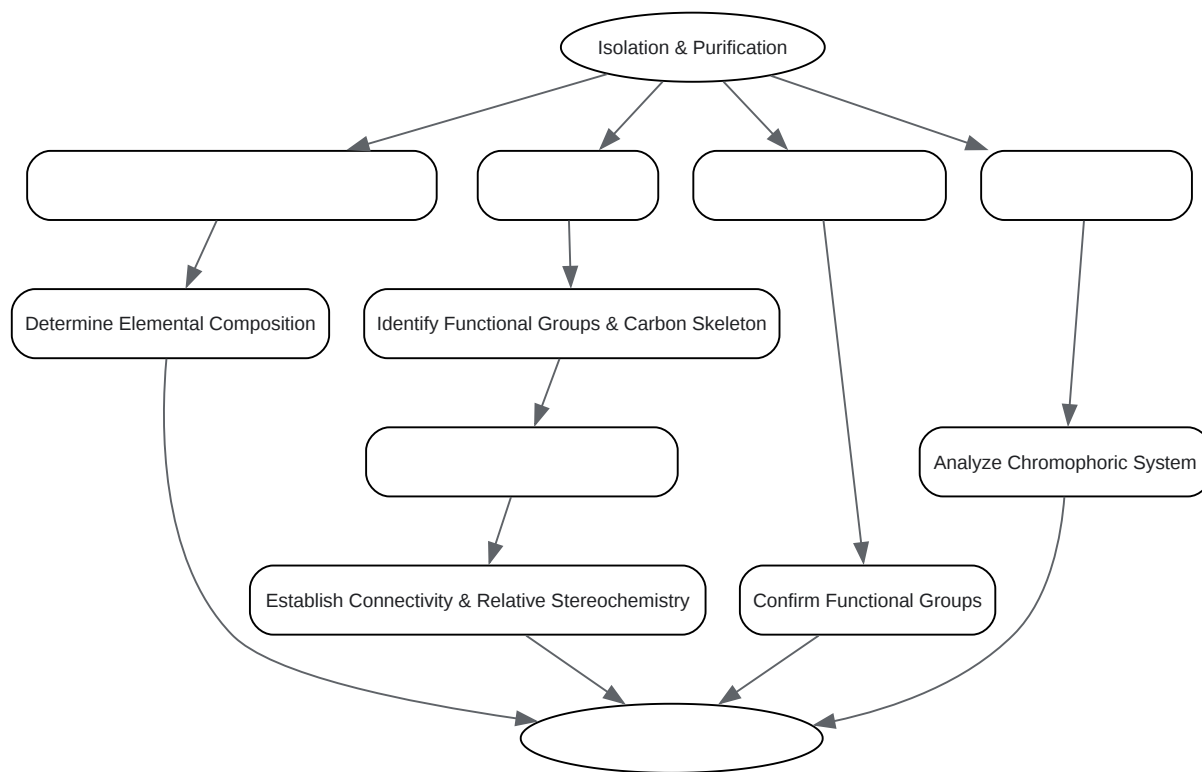 Isolation & Purification
Determine Elemental Composition
Identify Functional Groups & Carbon Skeleton
Analyze Chromophoric System
Establish Connectivity & Relative Stereochemistry
Confirm Functional Groups